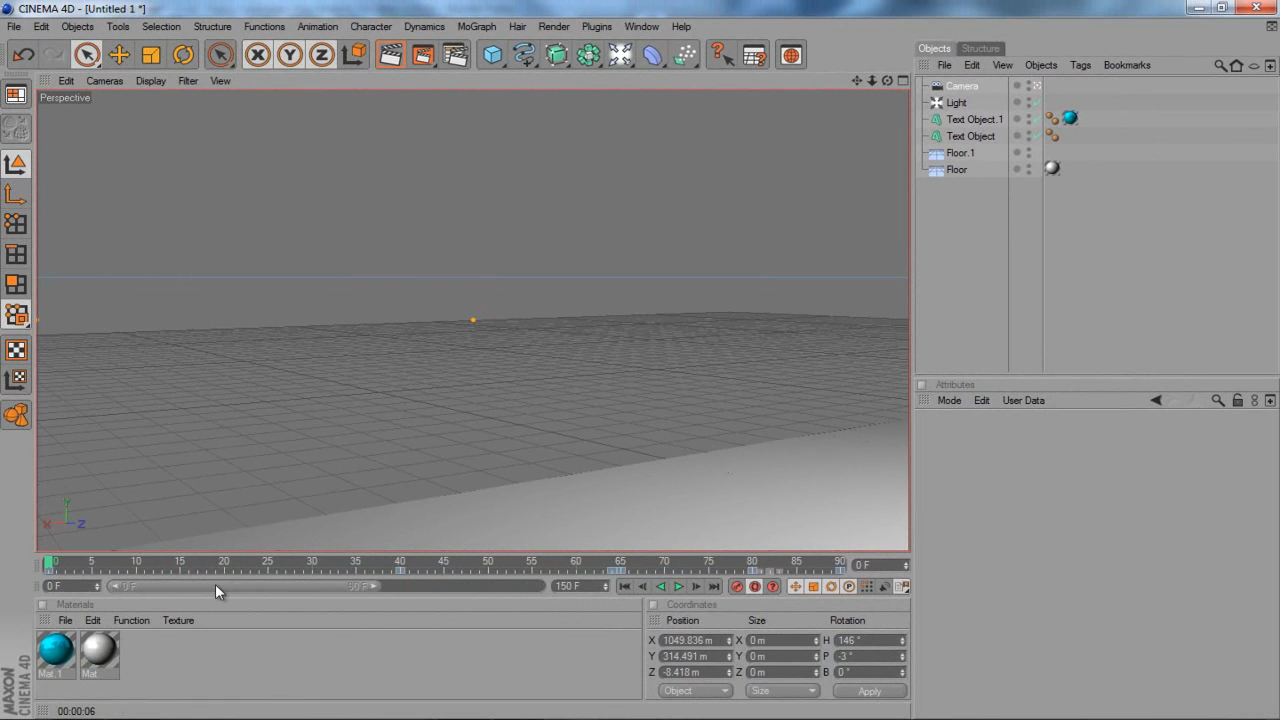 CINEMA 4D - [Untitled 1 *]
File Edit Objects Tools Selection Structure Functions Animation Character Dynamics MoGraph Hair Render Plugins Window Help
X Y Z
Objects Structure
File Edit View Objects Tags Bookmarks
Edit Cameras Display Filter View
Perspective
Camera
Light
Text Object.1
Text Object
Floor.1
Floor
Attributes
Mode Edit User Data
Y
X Z
0 5 10 15 20 25 30 35 40 45 50 55 60 65 70 75 80 85 90 0 F
0 F 0 F 90 F 150 F
Materials
File Edit Function Texture
Mat.1 Mat
Coordinates
Position Size Rotation
X 1049.836 m X 0 m H 146 °
Y 314.491 m Y 0 m P -3 °
Z -8.418 m Z 0 m B 0 °
Object Size Apply
MAXON
CINEMA 4D
00:00:06